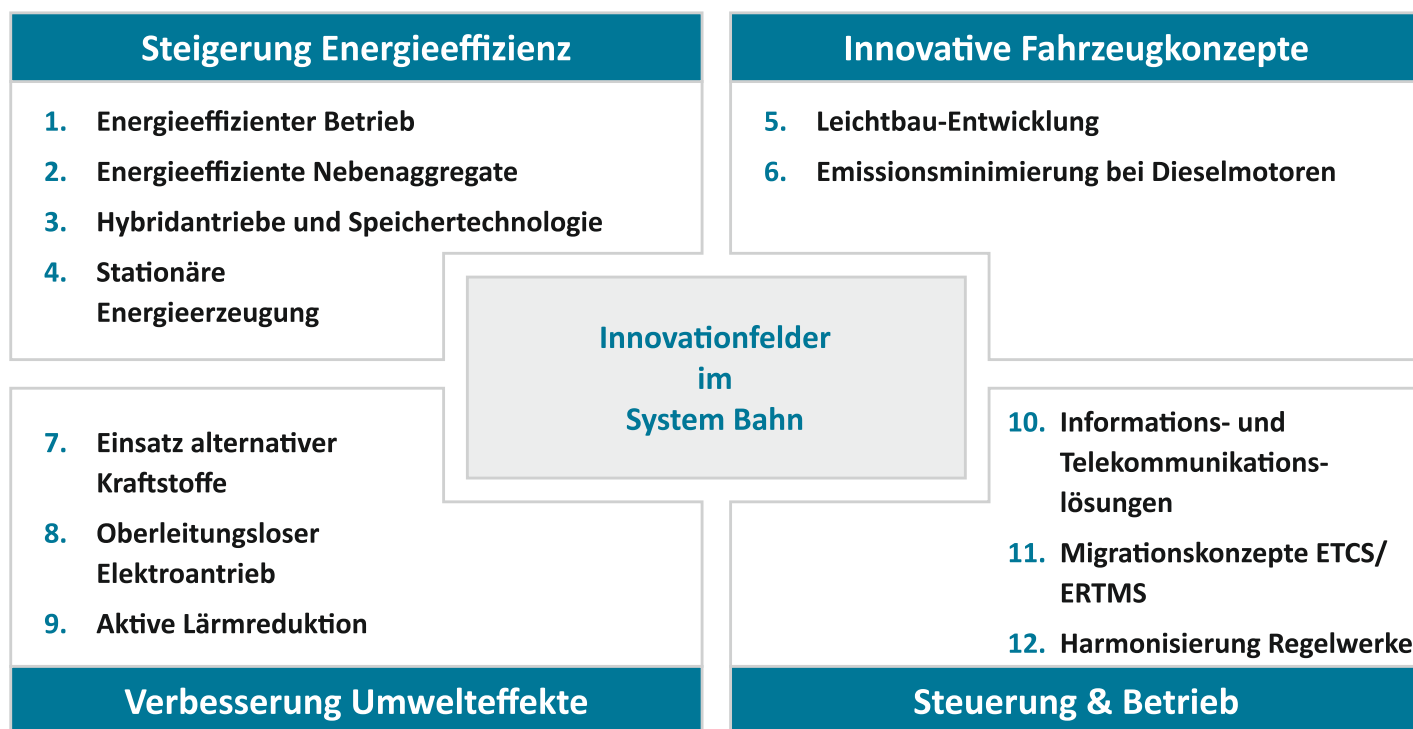 Steigerung Energieeffizienz
1. Energieeffizienter Betrieb
2. Energieeffiziente Nebenaggregate
3. Hybridantriebe und Speichertechnologie
4. Stationäre
Energieerzeugung
Innovative Fahrzeugkonzepte
5. Leichtbau-Entwicklung
6. Emissionsminimierung bei Dieselmotoren
Innovationfelder
im
System Bahn
7. Einsatz alternativer
Kraftstoffe
8. Oberleitungsloser
Elektroantrieb
9. Aktive Lärmreduktion
Verbesserung Umwelteffekte
10. Informations- und
Telekommunikations-
lösungen
11. Migrationskonzepte ETCS/
ERTMS
12. Harmonisierung Regelwerke
Steuerung & Betrieb